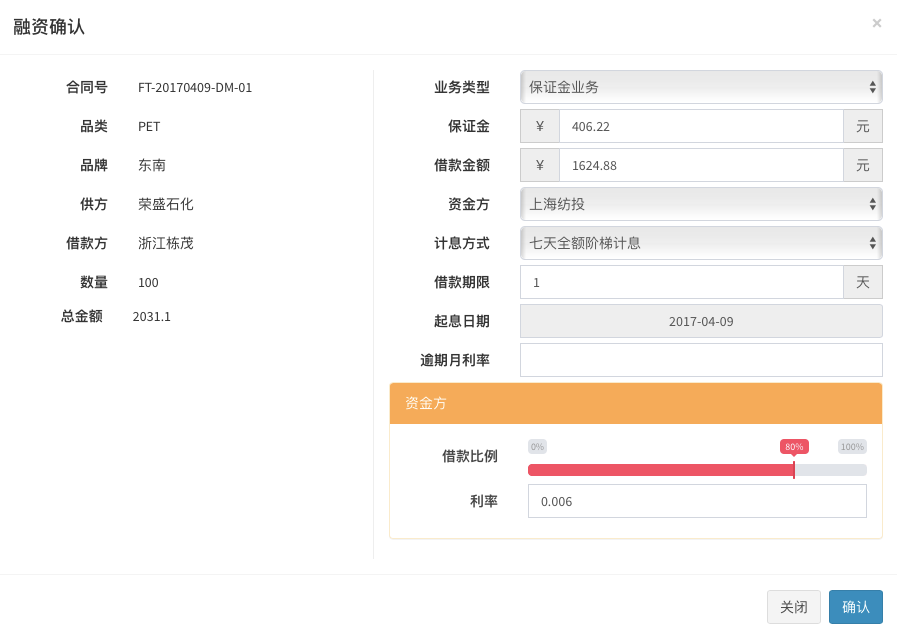 融资确认
×
合同号 FT-20170409-DM-01
品类 PET
品牌 东南
供方 荣盛石化
借款方 浙江栋茂
数量 100
总金额 2031.1
业务类型 保证金业务
保证金 ¥ 406.22 元
借款金额 ¥ 1624.88 元
资金方 上海纺投
计息方式 七天全额阶梯计息
借款期限 1 天
起息日期 2017-04-09
逾期月利率
资金方
0% 80% 100%
借款比例
利率 0.006
关闭 确认